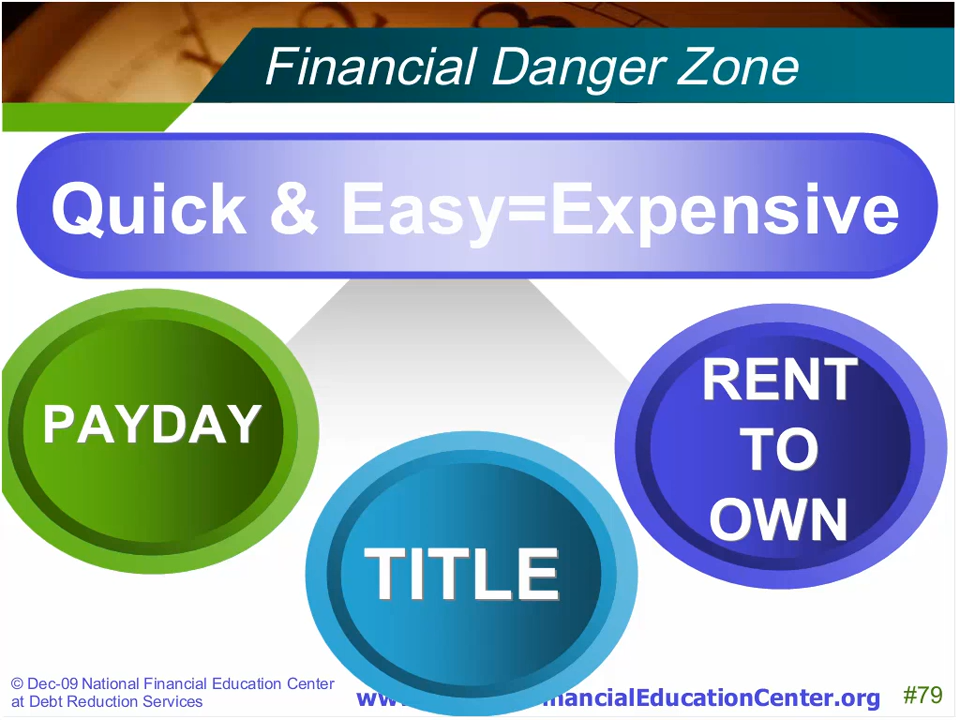 Financial Danger Zone
Quick & Easy=Expensive
PAYDAY
RENT
TO
OWN
TITLE
© Dec-09 National Financial Education Center
at Debt Reduction Services
#79